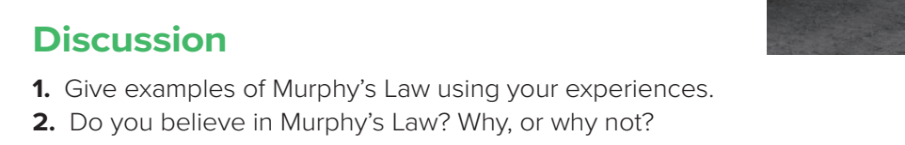 Discussion
1. Give examples of Murphy’s Law using your experiences.
2. Do you believe in Murphy’s Law? Why, or why not?